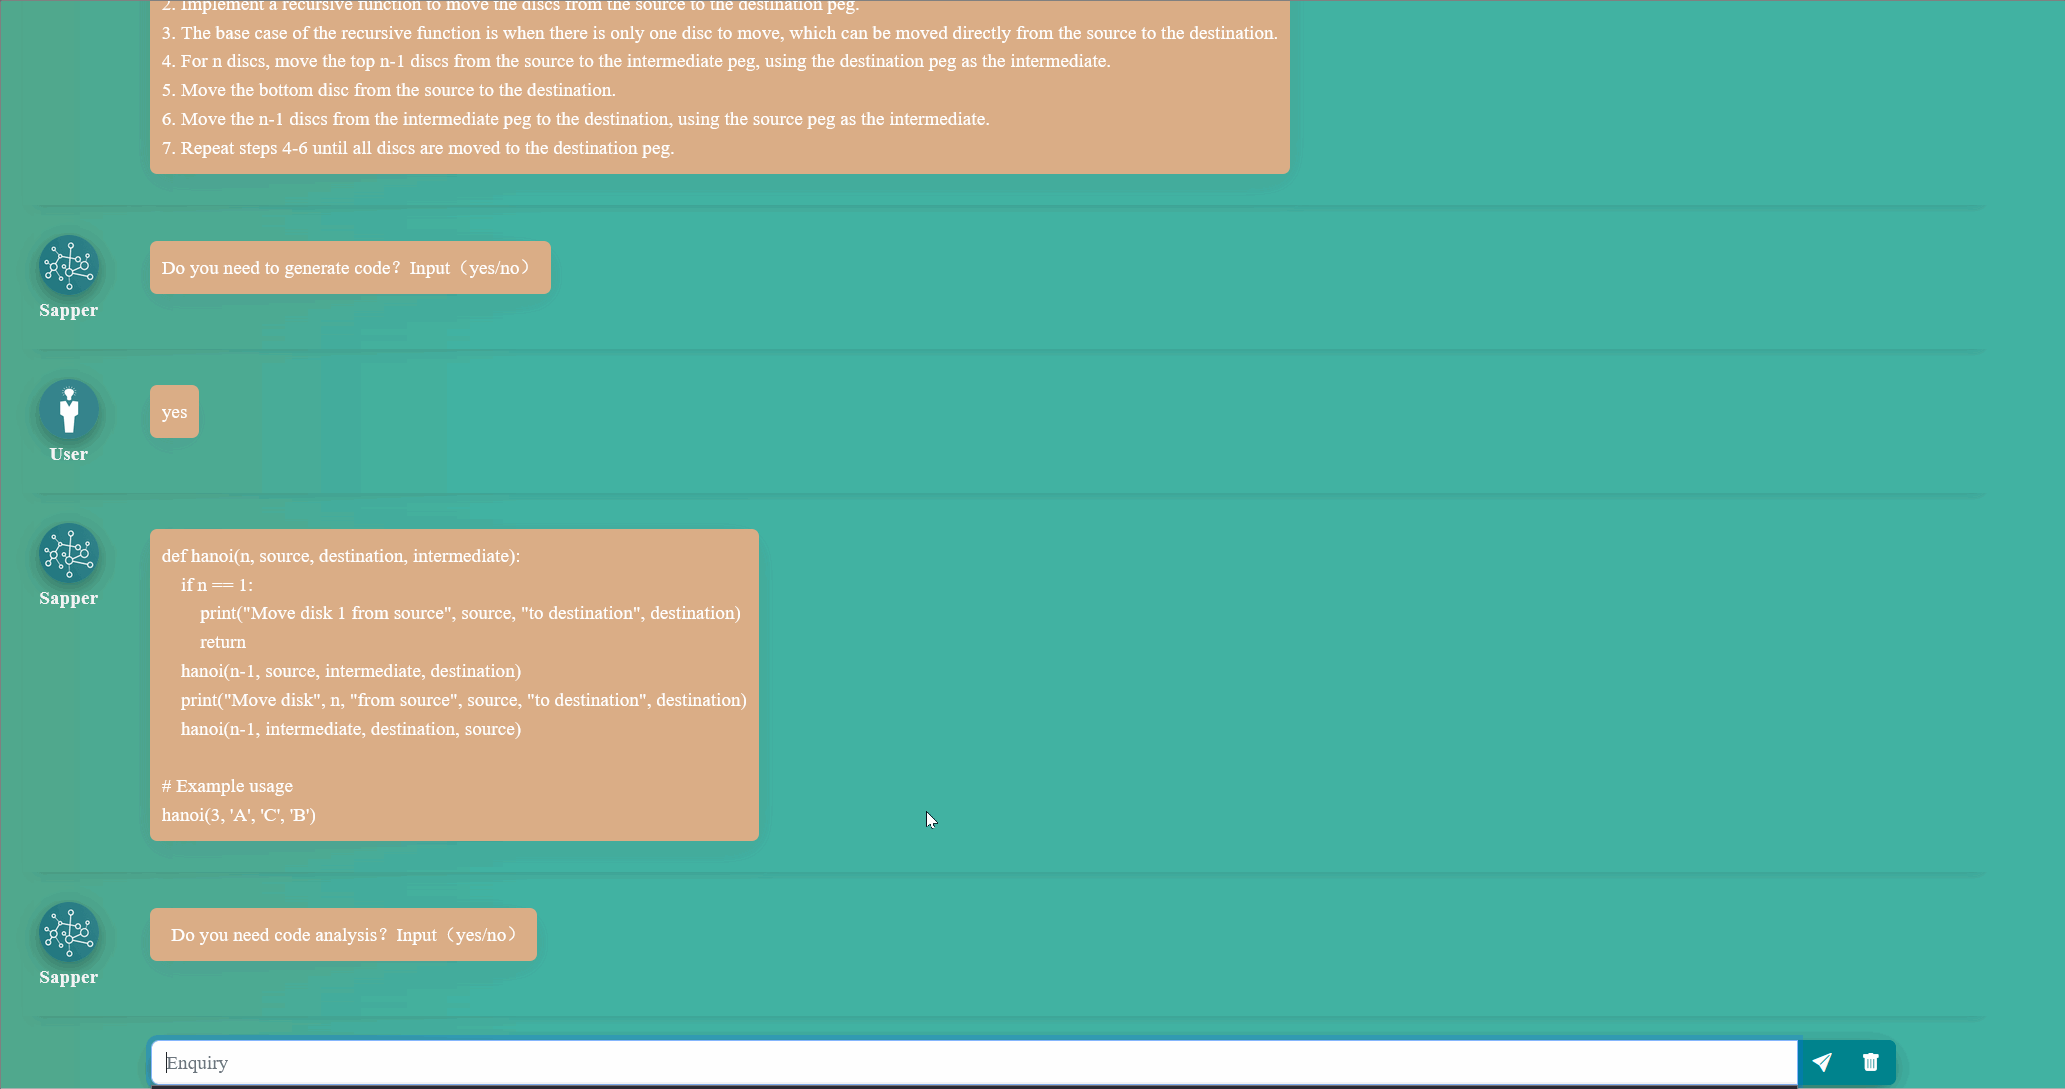 2. Implement a recursive function to move the discs from the source to the destination peg.
3. The base case of the recursive function is when there is only one disc to move, which can be moved directly from the source to the destination.
4. For n discs, move the top n-1 discs from the source to the intermediate peg, using the destination peg as the intermediate.
5. Move the bottom disc from the source to the destination.
6. Move the n-1 discs from the intermediate peg to the destination, using the source peg as the intermediate.
7. Repeat steps 4-6 until all discs are moved to the destination peg.
Do you need to generate code？Input（yes/no）
Sapper
yes
User
def hanoi(n, source, destination, intermediate):
    if n == 1:
        print("Move disk 1 from source", source, "to destination", destination)
        return
    hanoi(n-1, source, intermediate, destination)
    print("Move disk", n, "from source", source, "to destination", destination)
    hanoi(n-1, intermediate, destination, source)

# Example usage
hanoi(3, 'A', 'C', 'B')
Sapper
Do you need code analysis？Input（yes/no）
Sapper
Enquiry